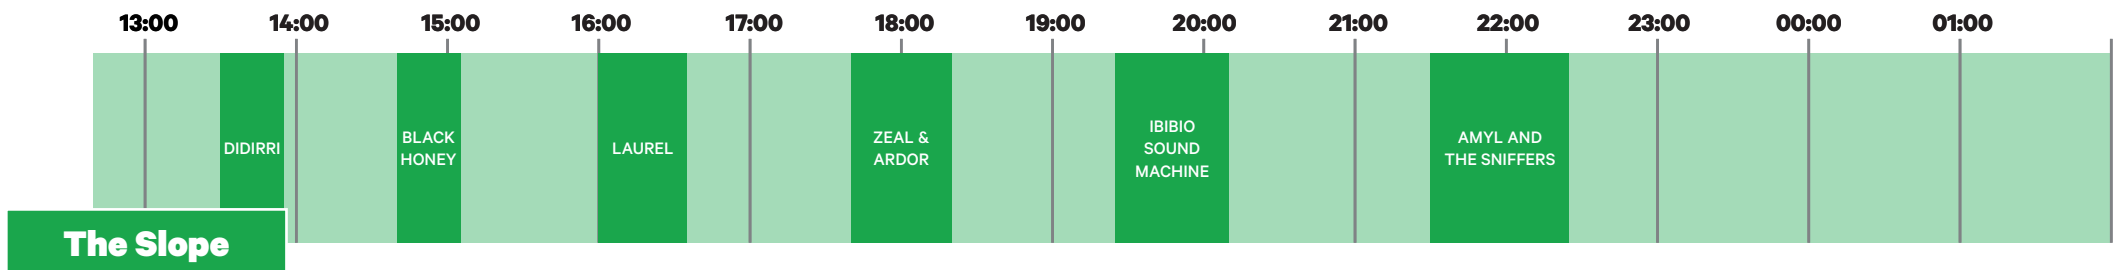 13:00 14:00 15:00 16:00 17:00 18:00 19:00 20:00 21:00 22:00 23:00 00:00 01:00
DIDIRRI
BLACK
HONEY
LAUREL
ZEAL &
ARDOR
IBIBIO
SOUND
MACHINE
AMYL AND
THE SNIFFERS
The Slope